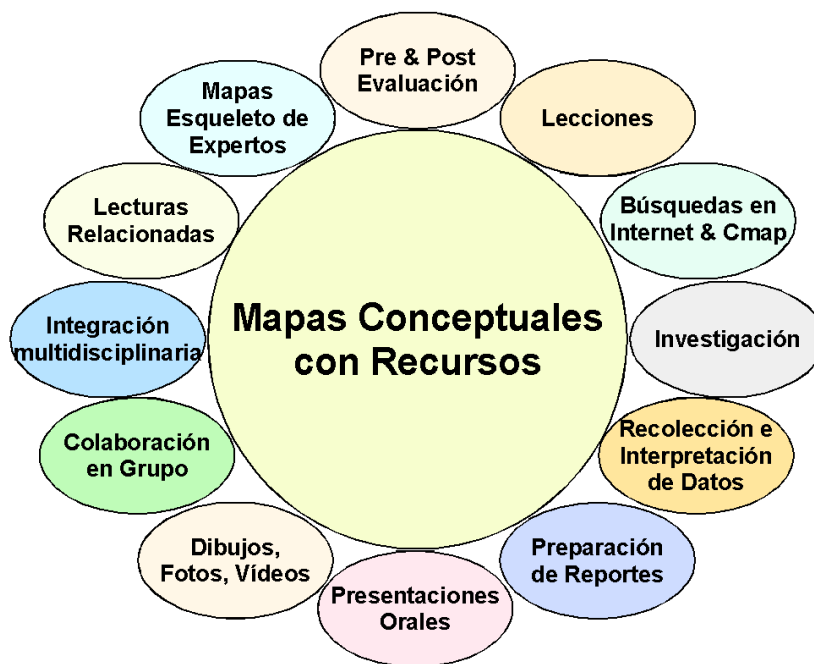 Pre & Post
Evaluación
Mapas
Esqueleto de
Expertos
Lecciones
Lecturas
Relacionadas
Búsquedas en
Internet & Cmap
Integración
multidisciplinaria
Mapas Conceptuales
con Recursos
Investigación
Colaboración
en Grupo
Recolección e
Interpretación
de Datos
Dibujos,
Fotos, Vídeos
Preparación
de Reportes
Presentaciones
Orales